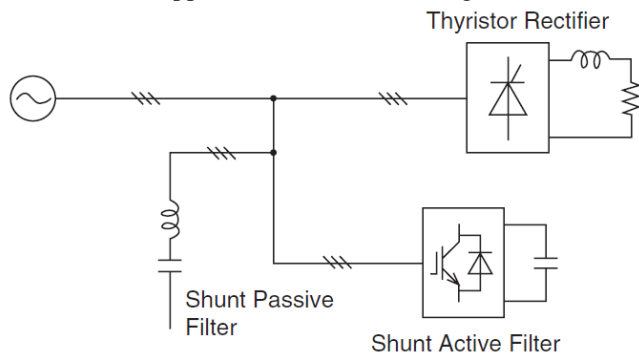 Thyristor Rectifier
Shunt Passive
Filter
Shunt Active Filter